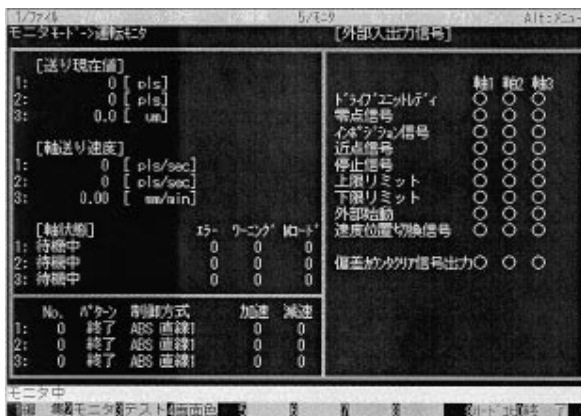 1/ファイル 5/モニタ Alt:メニュー
モニタモード->運転モニタ [外部入出力信号]
[送り現在値]
1: 0 [ pls]
2: 0 [ pls]
3: 0.0 [ um]
[軸送り速度]
1: 0 [ pls/sec]
2: 0 [ pls/sec]
3: 0.00 [ mm/min]
[軸状態] エラー ワーニング Mコード
1: 待機中 0 0 0
2: 待機中 0 0 0
3: 待機中 0 0 0
No. パターン 制御方式 加速 減速
1: 0 終了 ABS 直線1 0 0
2: 0 終了 ABS 直線1 0 0
3: 0 終了 ABS 直線1 0 0
軸1 軸2 軸3
ドライブユニットレディ
零点信号
インポジション信号
近点信号
停止信号
上限リミット
下限リミット
外部始動
速度位置切換信号
偏差カウンタクリア信号出力
モニタ中
編 集 モニタ テスト 画面色